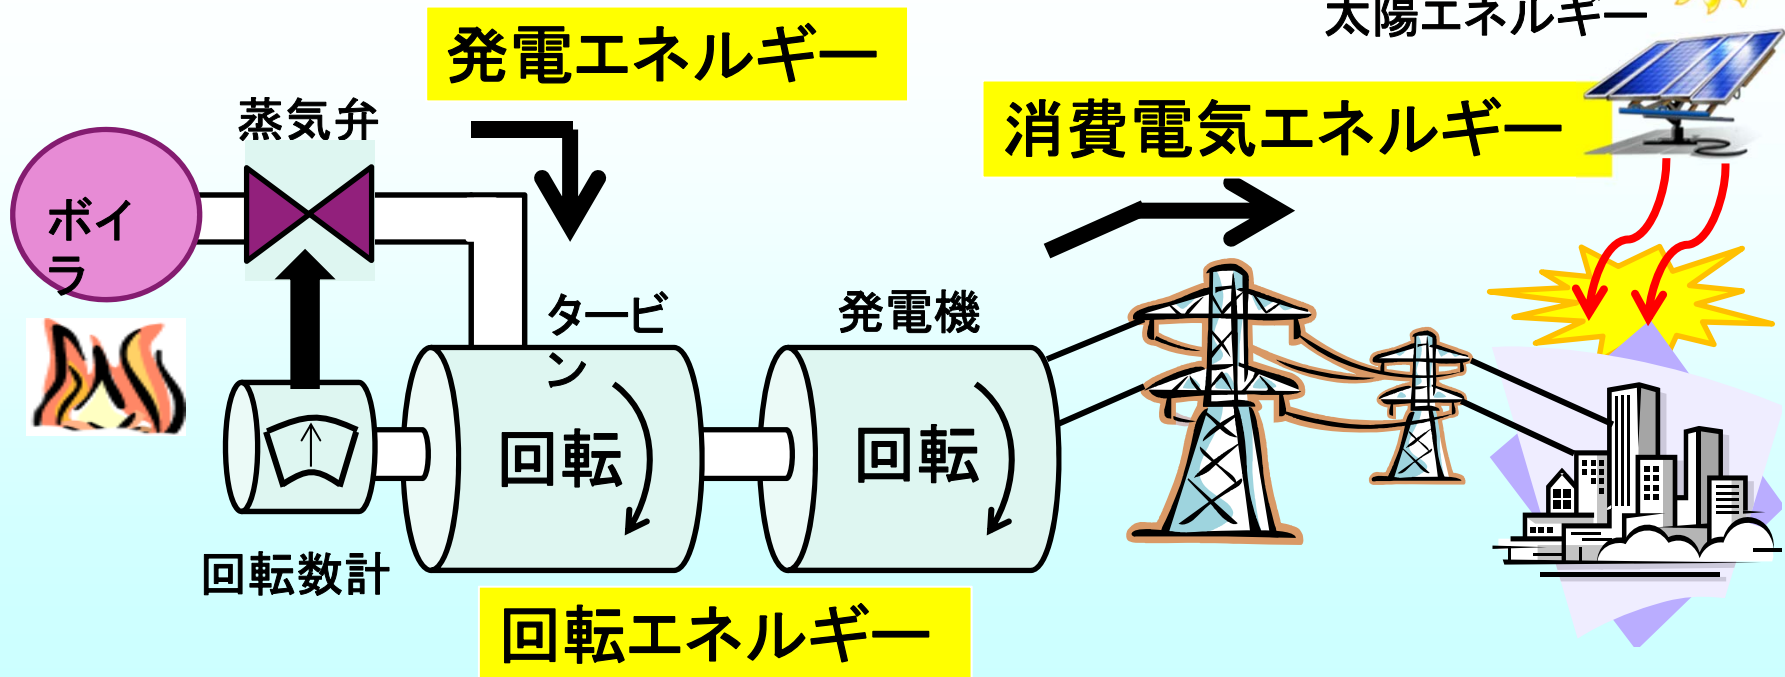 太陽エネルギー
発電エネルギー
消費電気エネルギー
蒸気弁
ボイ
ラ
タービ
ン
発電機
回転
回転
回転数計
回転エネルギー